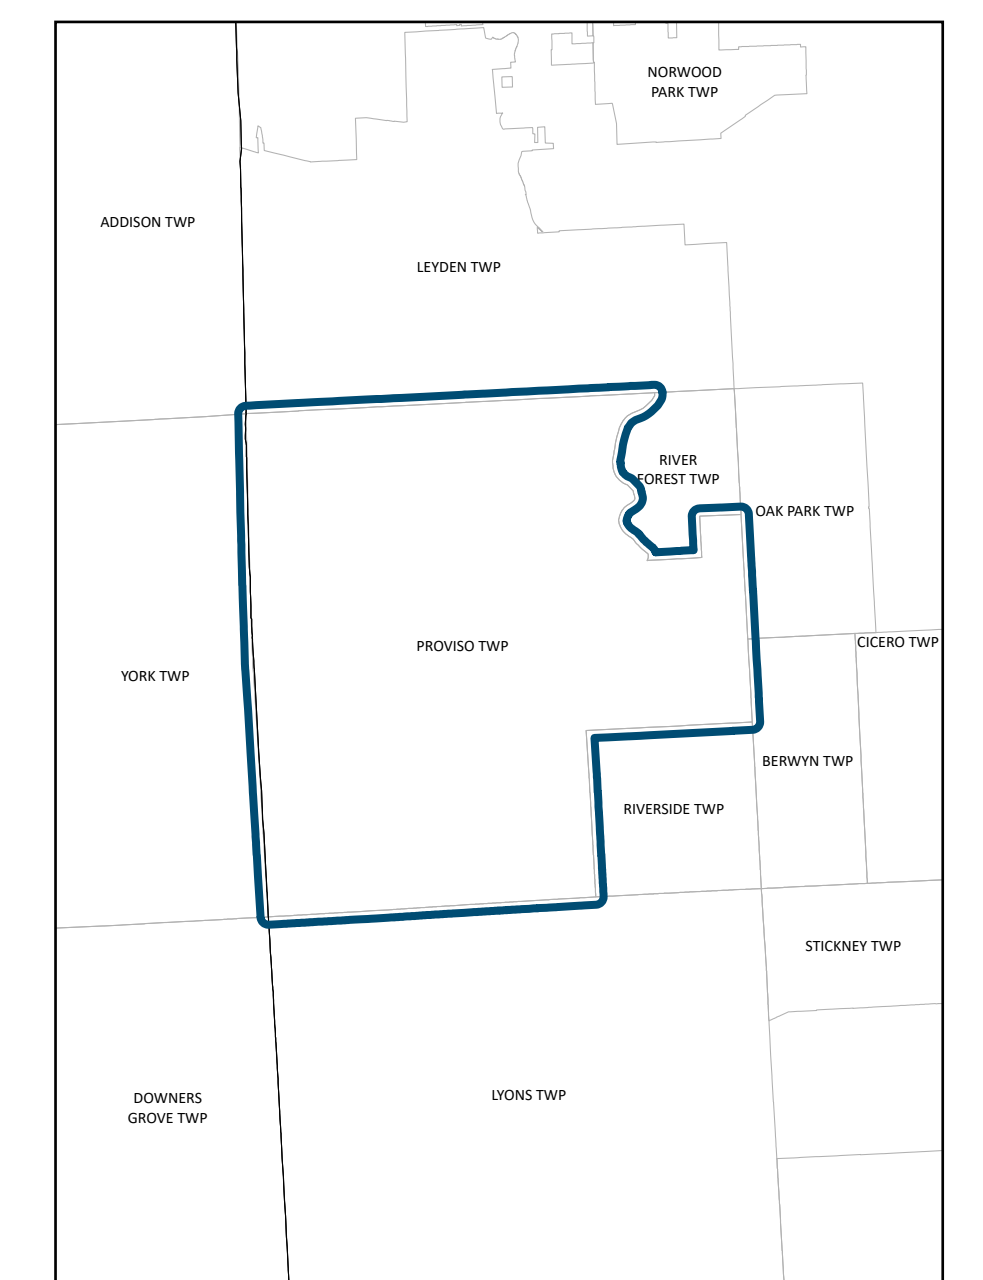 NORWOOD
PARK TWP
ADDISON TWP
LEYDEN TWP
RIVER
FOREST TWP
OAK PARK TWP
CICERO TWP
PROVISO TWP
YORK TWP
BERWYN TWP
RIVERSIDE TWP
STICKNEY TWP
DOWNERS
GROVE TWP
LYONS TWP